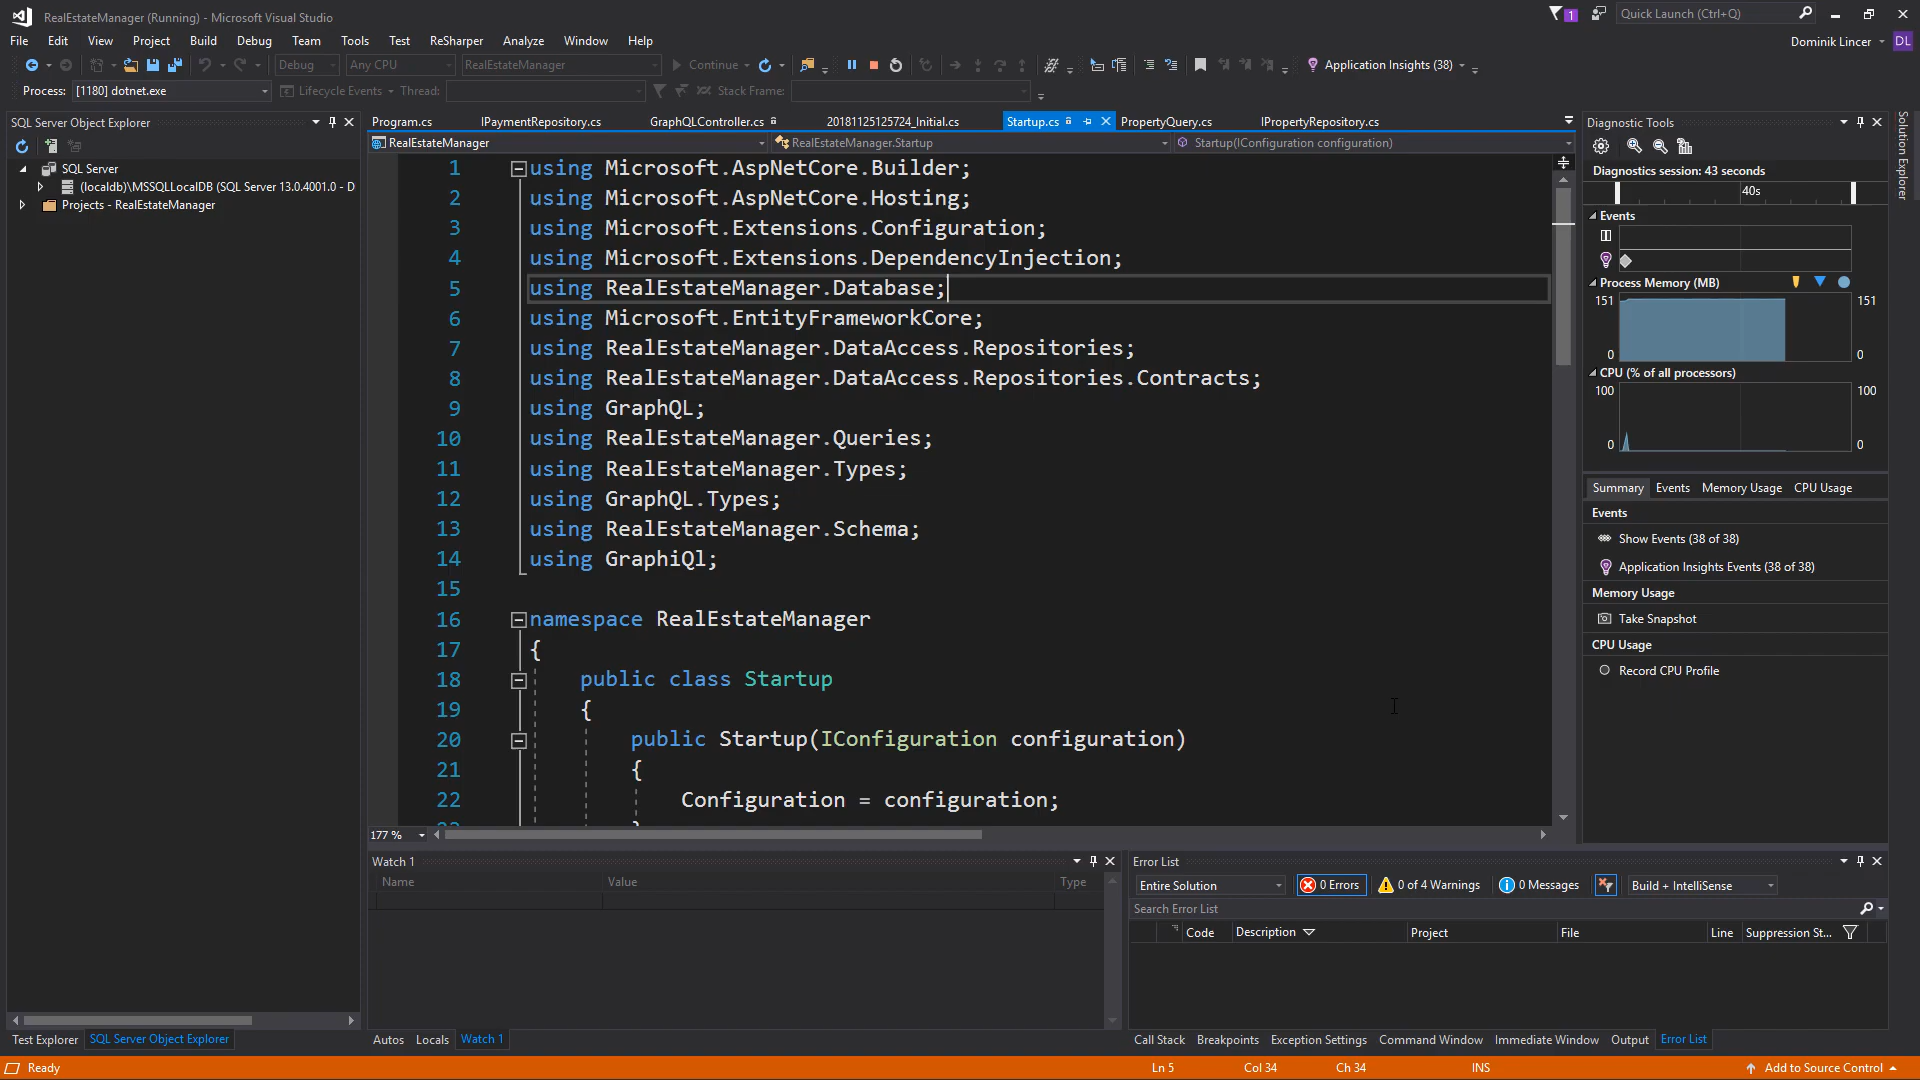 RealEstateManager (Running) - Microsoft Visual Studio
1
Quick Launch (Ctrl+Q)
File Edit View Project Build Debug Team Tools Test ReSharper Analyze Window Help
Dominik Lincer DL
Debug Any CPU RealEstateManager Continue Application Insights (38)
Process: [1180] dotnet.exe Lifecycle Events Thread: Stack Frame:
SQL Server Object Explorer
SQL Server
(localdb)\MSSQLLocalDB (SQL Server 13.0.4001.0 - D
Projects - RealEstateManager
Test Explorer SQL Server Object Explorer
Program.cs IPaymentRepository.cs GraphQLController.cs 20181125125724_Initial.cs Startup.cs PropertyQuery.cs IPropertyRepository.cs
RealEstateManager RealEstateManager.Startup Startup(IConfiguration configuration)
1 using Microsoft.AspNetCore.Builder;
2 using Microsoft.AspNetCore.Hosting;
3 using Microsoft.Extensions.Configuration;
4 using Microsoft.Extensions.DependencyInjection;
5 using RealEstateManager.Database;
6 using Microsoft.EntityFrameworkCore;
7 using RealEstateManager.DataAccess.Repositories;
8 using RealEstateManager.DataAccess.Repositories.Contracts;
9 using GraphQL;
10 using RealEstateManager.Queries;
11 using RealEstateManager.Types;
12 using GraphQL.Types;
13 using RealEstateManager.Schema;
14 using GraphiQl;
15
16 namespace RealEstateManager
17 {
18 public class Startup
19 {
20 public Startup(IConfiguration configuration)
21 {
22 Configuration = configuration;
177 %
Diagnostic Tools
Diagnostics session: 43 seconds
40s
Events
Process Memory (MB)
151 151
0 0
CPU (% of all processors)
100 100
0 0
Summary Events Memory Usage CPU Usage
Events
Show Events (38 of 38)
Application Insights Events (38 of 38)
Memory Usage
Take Snapshot
CPU Usage
Record CPU Profile
Solution Explorer
Watch 1
Name Value Type
Autos Locals Watch 1
Error List
Entire Solution 0 Errors 0 of 4 Warnings 0 Messages Build + IntelliSense
Search Error List
Code Description Project File Line Suppression St...
Call Stack Breakpoints Exception Settings Command Window Immediate Window Output Error List
Ready Ln 5 Col 34 Ch 34 INS Add to Source Control